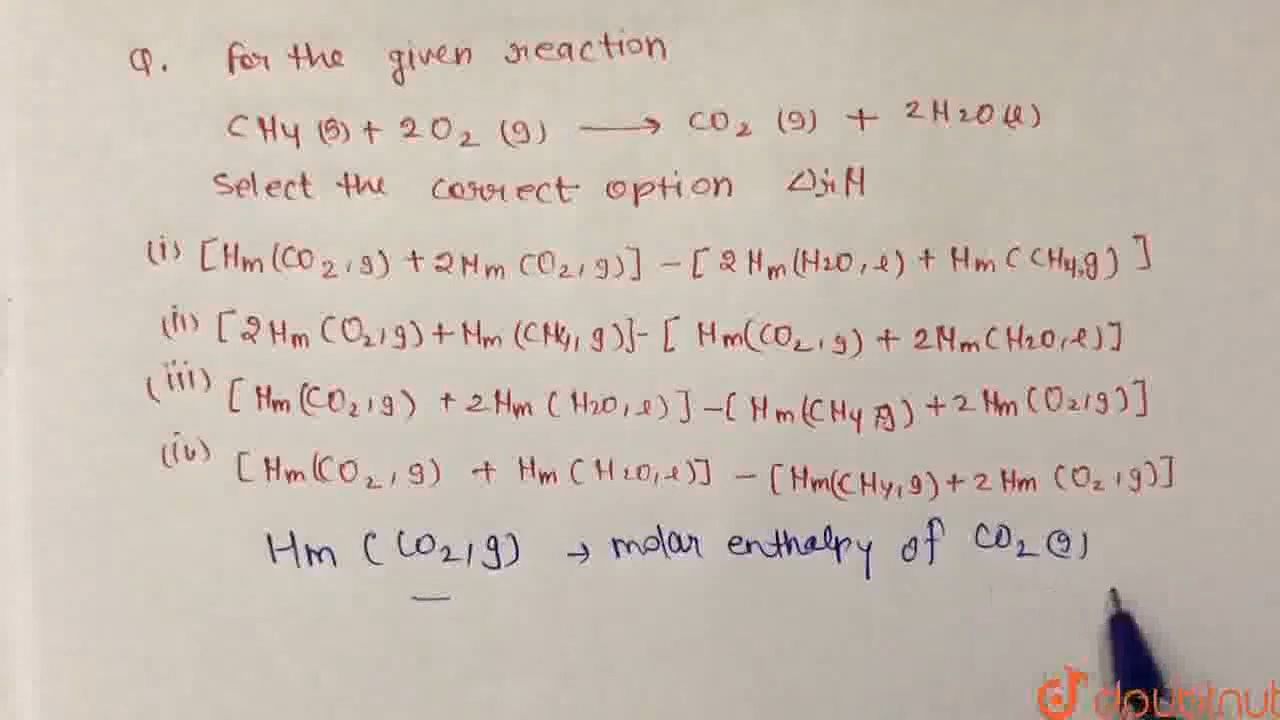 Q. For the given reaction
CH4 (g) + 2O2 (g) → CO2 (g) + 2H2O(l)
Select the correct option ΔrH
(i) [Hm(CO2,g) + 2Hm(O2,g)] - [2Hm(H2O,l) + Hm(CH4,g)]
(ii) [2Hm(O2,g) + Hm(CH4,g)] - [Hm(CO2,g) + 2Hm(H2O,l)]
(iii) [Hm(CO2,g) + 2Hm(H2O,l)] - [Hm(CH4,g) + 2Hm(O2,g)]
(iv) [Hm(CO2,g) + Hm(H2O,l)] - [Hm(CH4,g) + 2Hm(O2,g)]
Hm (CO2,g) → molar enthalpy of CO2(g)
doubtnut